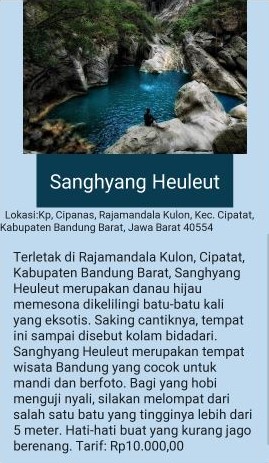 Sanghyang Heuleut
Lokasi:Kp, Cipanas, Rajamandala Kulon, Kec. Cipatat,
Kabupaten Bandung Barat, Jawa Barat 40554
Terletak di Rajamandala Kulon, Cipatat,
Kabupaten Bandung Barat, Sanghyang
Heuleut merupakan danau hijau
memesona dikelilingi batu-batu kali
yang eksotis. Saking cantiknya, tempat
ini sampai disebut kolam bidadari.
Sanghyang Heuleut merupakan tempat
wisata Bandung yang cocok untuk
mandi dan berfoto. Bagi yang hobi
menguji nyali, silakan melompat dari
salah satu batu yang tingginya lebih dari
5 meter. Hati-hati buat yang kurang jago
berenang. Tarif: Rp10.000,00